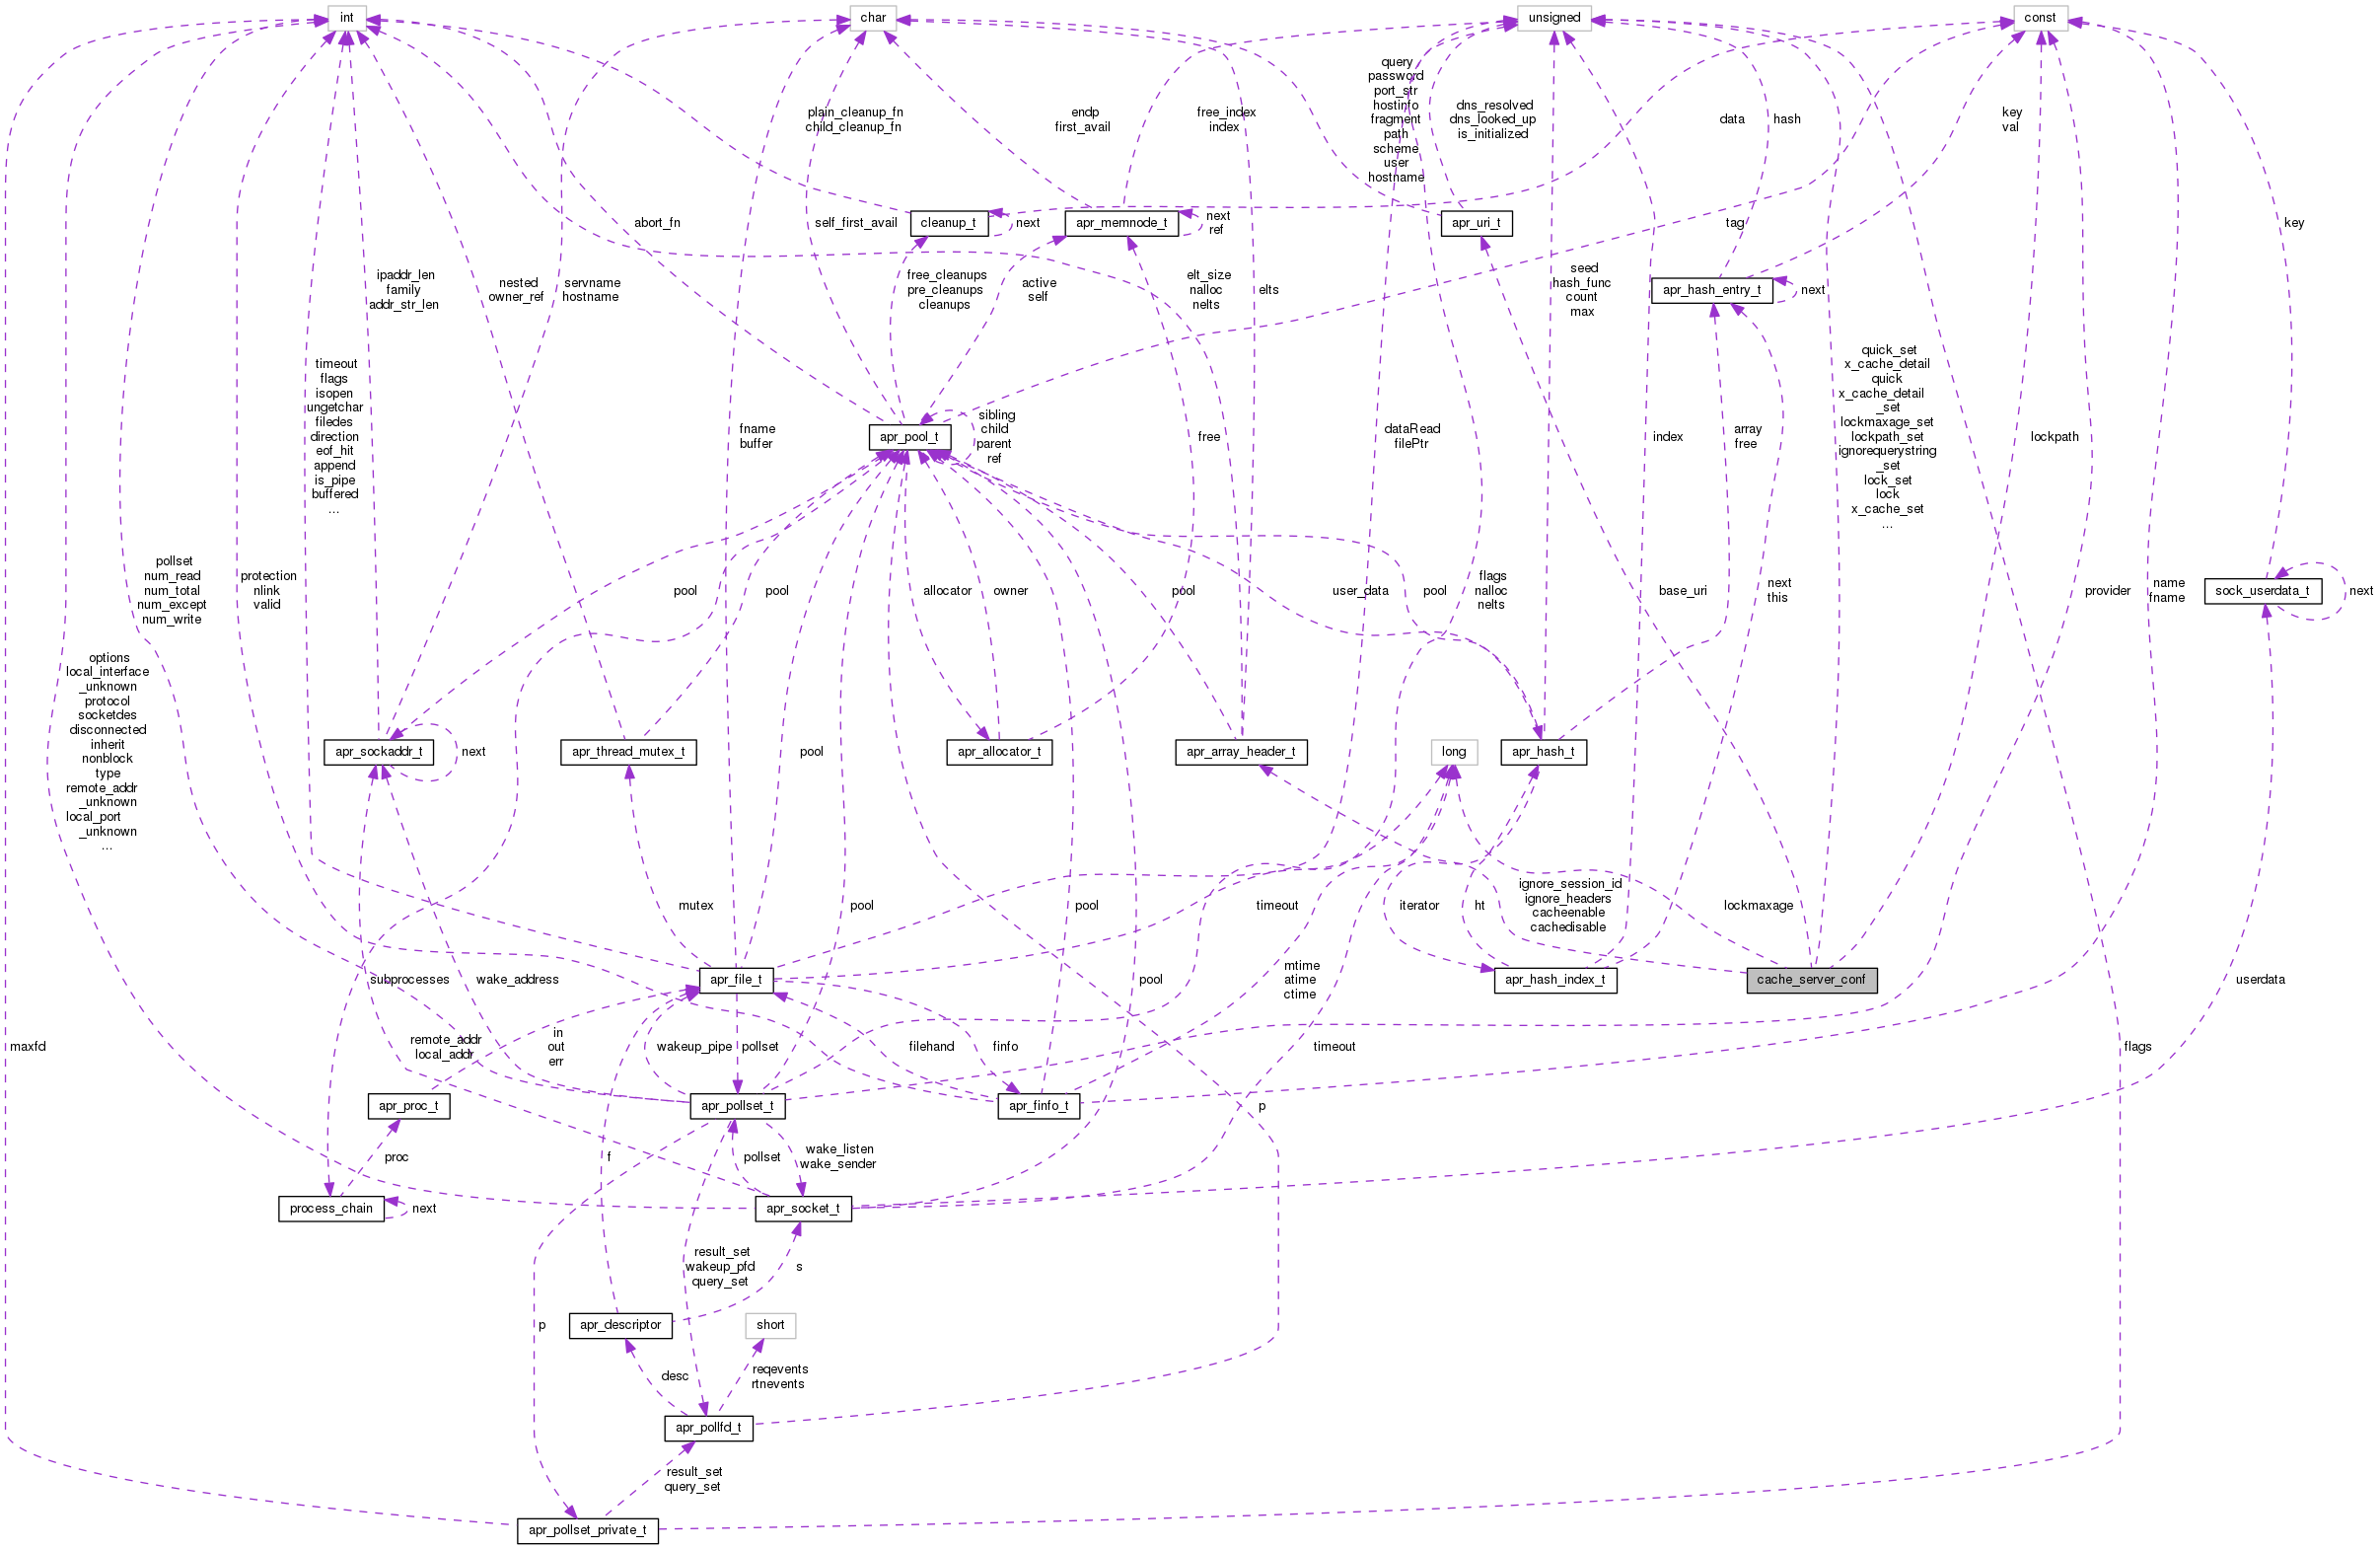 int
char
unsigned
const
query
password
port_str
hostinfo
fragment
path
scheme
user
hostname
plain_cleanup_fn
child_cleanup_fn
endp
first_avail
free_index
index
dns_resolved
dns_looked_up
is_initialized
data
hash
key
val
abort_fn
self_first_avail
cleanup_t
next
apr_memnode_t
next
ref
apr_uri_t
tag
key
ipaddr_len
family
addr_str_len
nested
owner_ref
servname
hostname
free_cleanups
pre_cleanups
cleanups
active
self
elt_size
nalloc
nelts
elts
seed
hash_func
count
max
apr_hash_entry_t
next
timeout
flags
isopen
ungetchar
filedes
direction
eof_hit
append
is_pipe
buffered
...
fname
buffer
apr_pool_t
sibling
child
parent
ref
free
dataRead
filePtr
index
array
free
quick_set
x_cache_detail
quick
x_cache_detail
_set
lockmaxage_set
lockpath_set
ignorequerystring
_set
lock_set
lock
x_cache_set
...
lockpath
pollset
num_read
num_total
num_except
num_write
protection
nlink
valid
pool
pool
allocator
owner
pool
user_data
flags
nalloc
nelts
pool
base_uri
next
this
provider
name
fname
sock_userdata_t
next
options
local_interface
_unknown
protocol
socketdes
disconnected
inherit
nonblock
type
remote_addr
_unknown
local_port
_unknown
...
apr_sockaddr_t
next
apr_thread_mutex_t
pool
apr_allocator_t
apr_array_header_t
long
apr_hash_t
mutex
pool
pool
timeout
iterator
ht
ignore_session_id
ignore_headers
cacheenable
cachedisable
lockmaxage
subprocesses
wake_address
apr_file_t
pool
mtime
atime
ctime
apr_hash_index_t
cache_server_conf
userdata
maxfd
remote_addr
local_addr
in
out
err
wakeup_pipe
pollset
filehand
finfo
timeout
flags
apr_proc_t
apr_pollset_t
apr_finfo_t
p
proc
f
pollset
wake_listen
wake_sender
process_chain
next
apr_socket_t
result_set
wakeup_pfd
query_set
s
p
apr_descriptor
short
desc
reqevents
rtnevents
apr_pollfd_t
result_set
query_set
apr_pollset_private_t